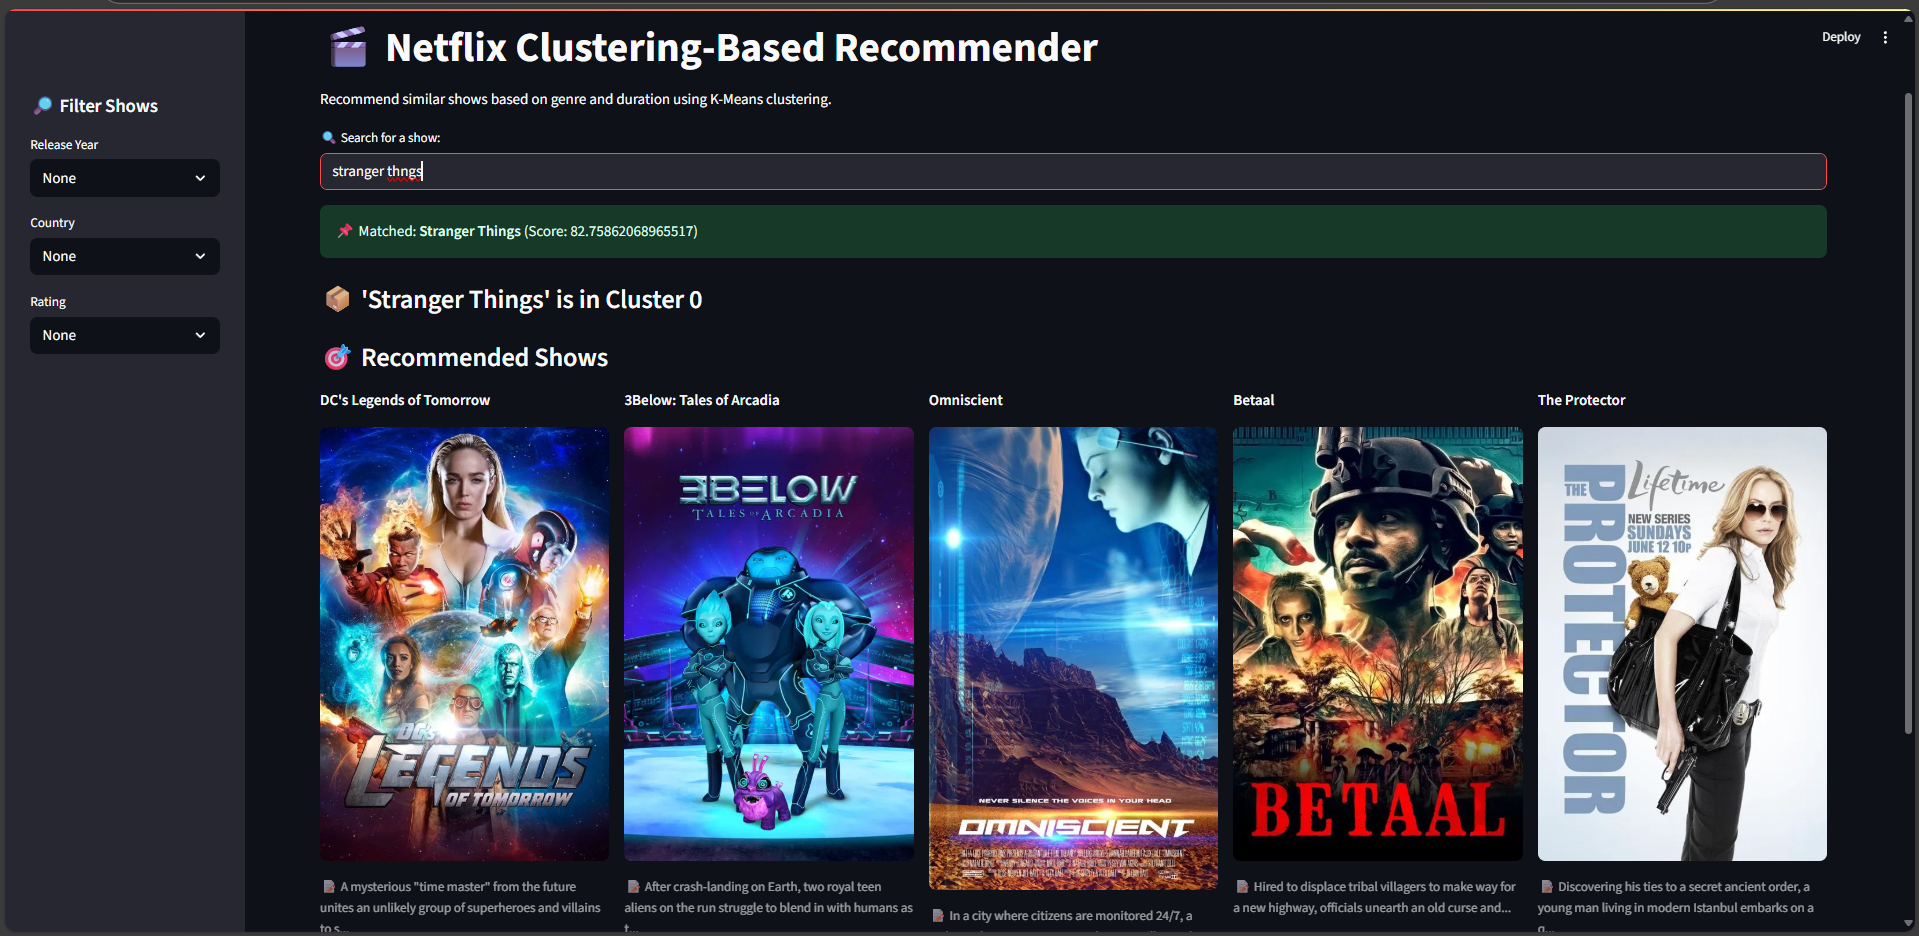 Deploy
Netflix Clustering-Based Recommender
Recommend similar shows based on genre and duration using K-Means clustering.
Filter Shows
Release Year
None
Country
None
Rating
None
Search for a show:
stranger thngs
Matched: Stranger Things (Score: 82.75862068965517)
'Stranger Things' is in Cluster 0
Recommended Shows
DC's Legends of Tomorrow
DC's
LEGENDS
OF TOMORROW
A mysterious "time master" from the future
unites an unlikely group of superheroes and villains
to s...
3Below: Tales of Arcadia
3BELOW
TALES OF ARCADIA
After crash-landing on Earth, two royal teen
aliens on the run struggle to blend in with humans as
t...
Omniscient
NEVER SILENCE THE VOICES IN YOUR HEAD
OMNISCIENT
In a city where citizens are monitored 24/7, a
Betaal
BETAAL
Hired to displace tribal villagers to make way for
a new highway, officials unearth an old curse and...
The Protector
THE PROTECTOR
Lifetime
NEW SERIES
SUNDAYS
JUNE 12 10P
Discovering his ties to a secret ancient order, a
young man living in modern Istanbul embarks on a
q...